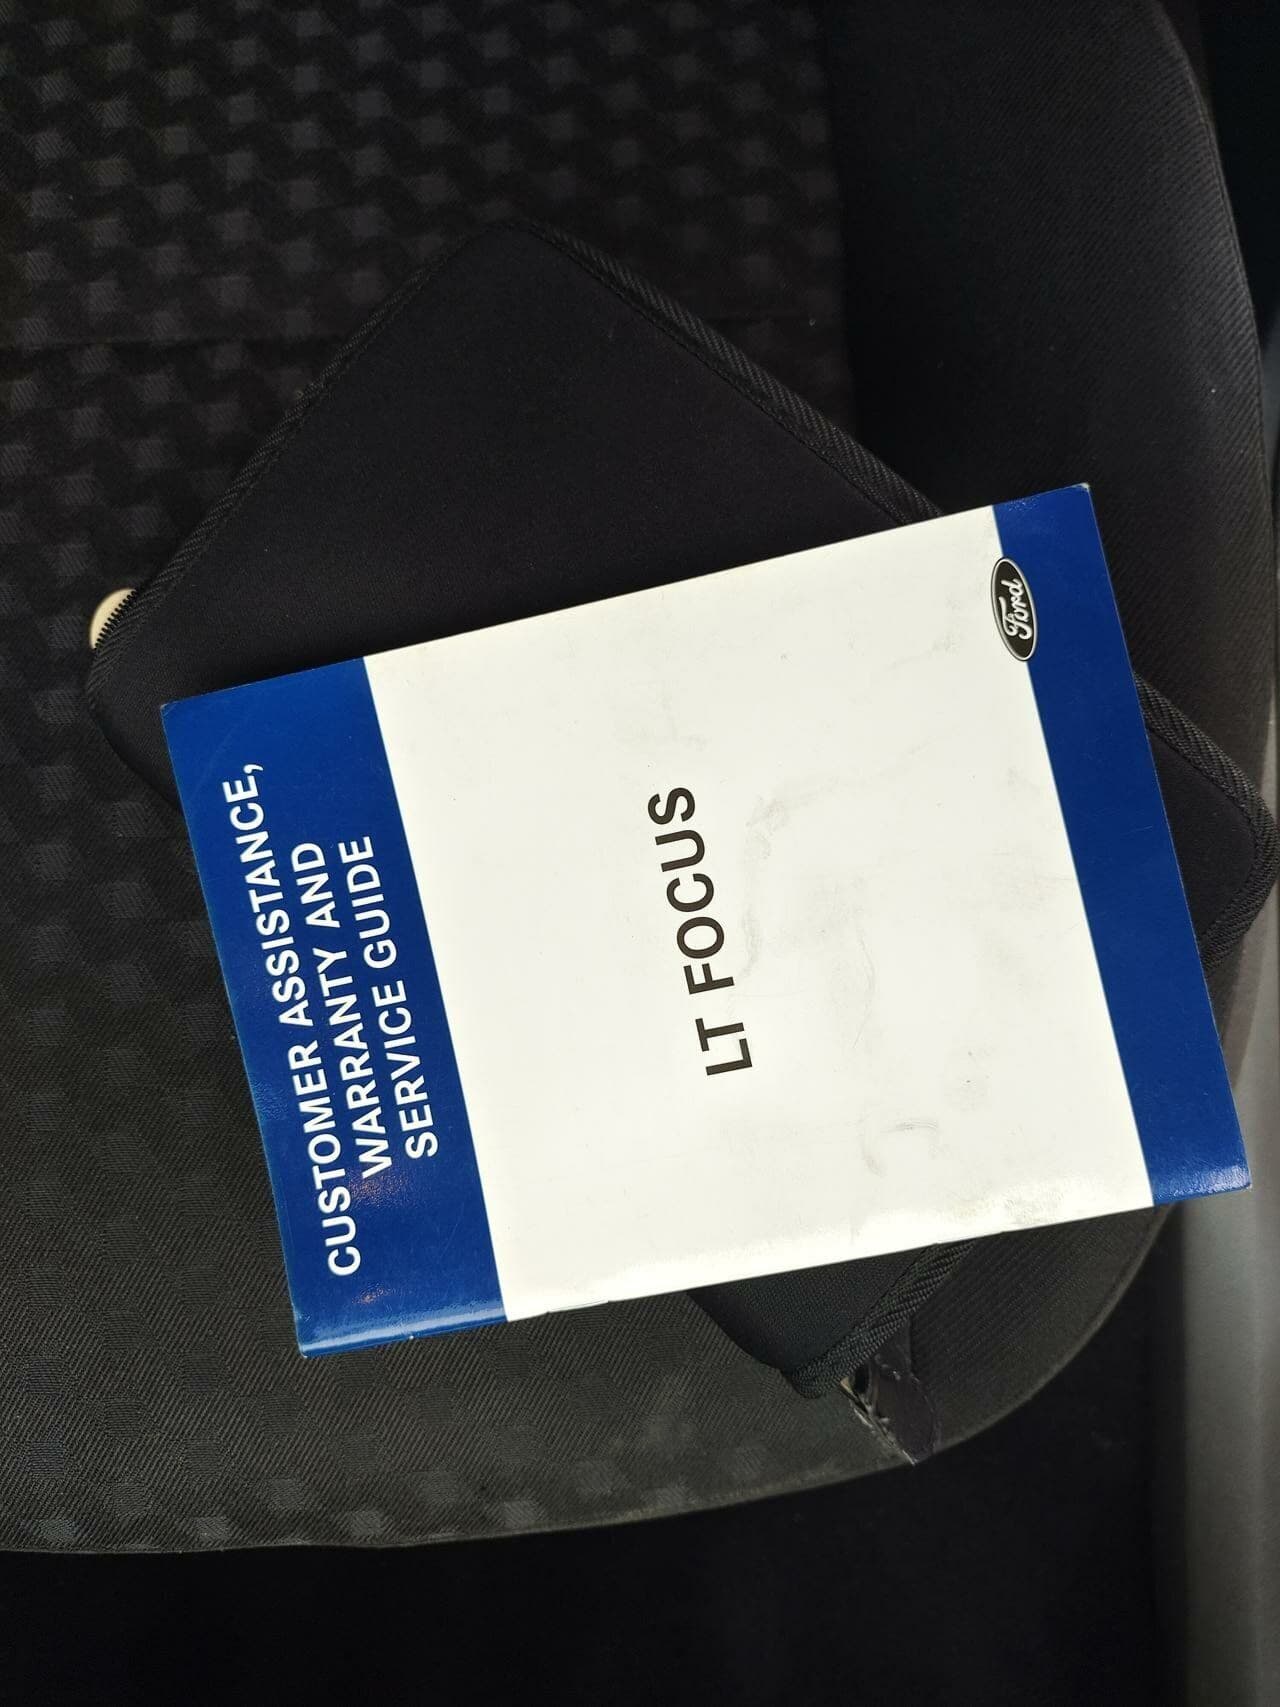 CUSTOMER ASSISTANCE,
WARRANTY AND
SERVICE GUIDE
LT FOCUS
Ford